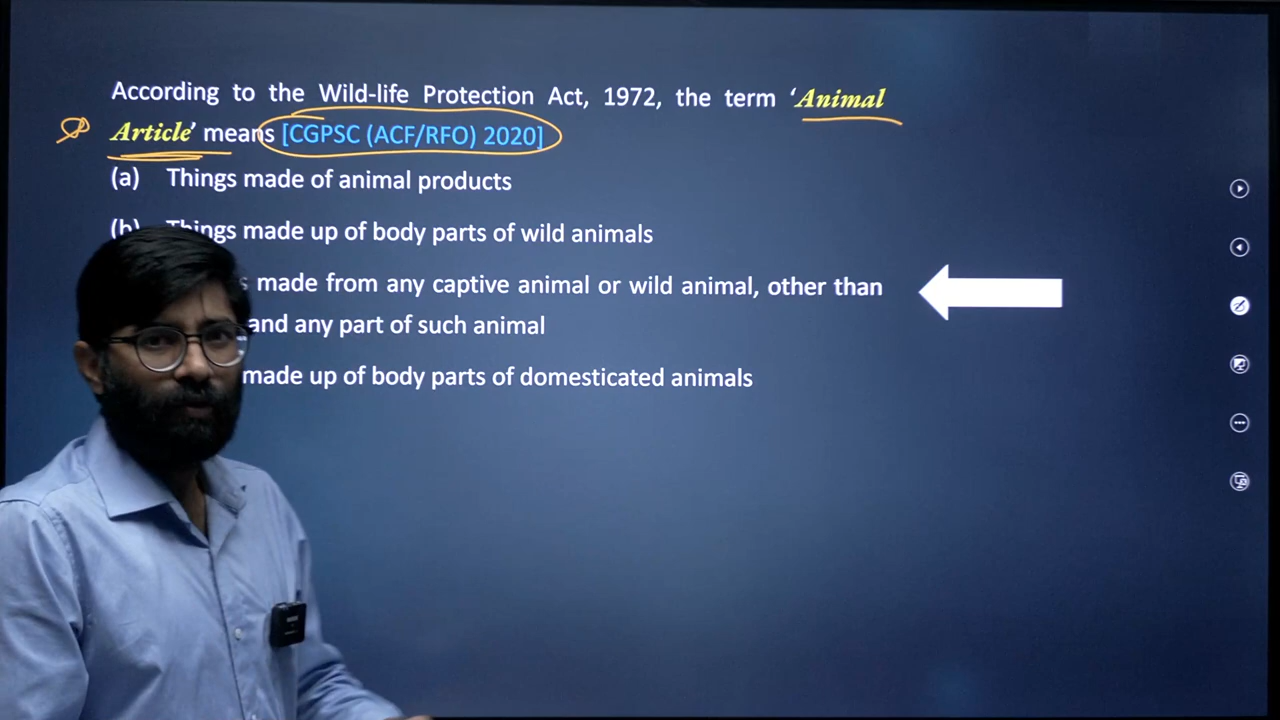 According to the Wild-life Protection Act, 1972, the term ‘Animal
Article’ means [CGPSC (ACF/RFO) 2020]
(a) Things made of animal products
(b) Things made up of body parts of wild animals
made from any captive animal or wild animal, other than
and any part of such animal
made up of body parts of domesticated animals